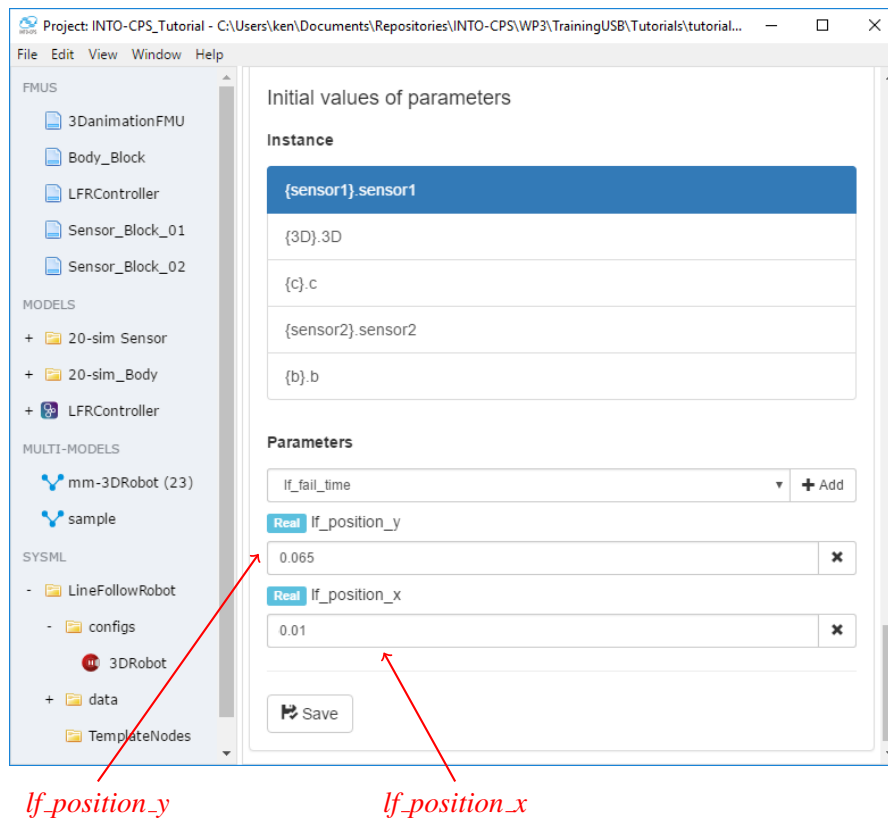 Project: INTO-CPS_Tutorial - C:\Users\ken\Documents\Repositories\INTO-CPS\WP3\TrainingUSB\Tutorials\tutorial...
File Edit View Window Help
FMUS
3DanimationFMU
Body_Block
LFRController
Sensor_Block_01
Sensor_Block_02
MODELS
+ 20-sim Sensor
+ 20-sim_Body
+ LFRController
MULTI-MODELS
mm-3DRobot (23)
sample
SYSML
- LineFollowRobot
- configs
3DRobot
+ data
TemplateNodes
Initial values of parameters
Instance
{sensor1}.sensor1
{3D}.3D
{c}.c
{sensor2}.sensor2
{b}.b
Parameters
lf_fail_time
+ Add
Real lf_position_y
0.065
Real lf_position_x
0.01
Save
lf_position_y
lf_position_x